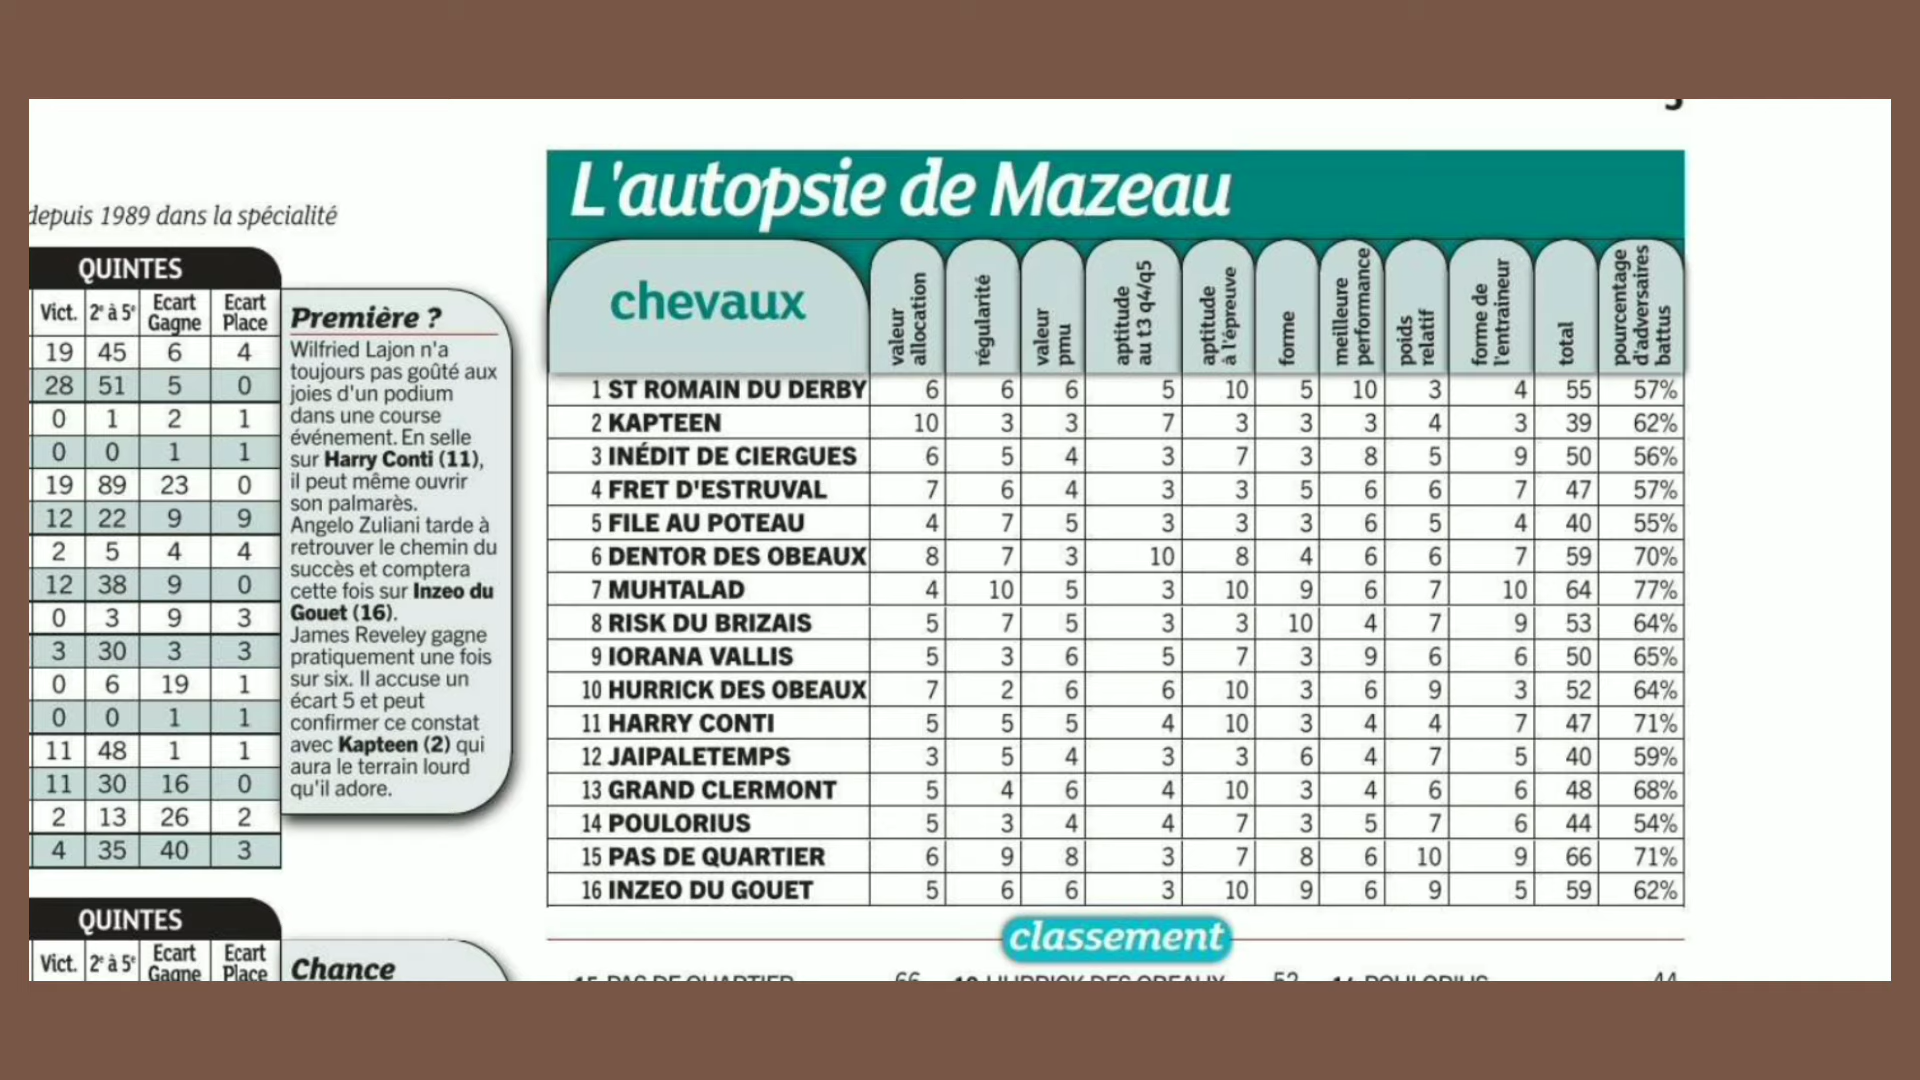 depuis 1989 dans la spécialité
QUINTES
Vict. 2e à 5e Ecart Gagne Ecart Place
19 45 6 4
28 51 5 0
0 1 2 1
0 0 1 1
19 89 23 0
12 22 9 9
2 5 4 4
12 38 9 0
0 3 9 3
3 30 3 3
0 6 19 1
0 0 1 1
11 48 1 1
11 30 16 0
2 13 26 2
4 35 40 3
Première ?
Wilfried Lajon n'a
toujours pas goûté aux
joies d'un podium
dans une course
événement. En selle
sur Harry Conti (11),
il peut même ouvrir
son palmarès.
Angelo Zuliani tarde à
retrouver le chemin du
succès et comptera
cette fois sur Inzeo du
Gouet (16).
James Reveley gagne
pratiquement une fois
sur six. Il accuse un
écart 5 et peut
confirmer ce constat
avec Kapteen (2) qui
aura le terrain lourd
qu'il adore.
QUINTES
Vict. 2e à 5e Ecart Gagne Ecart Place
Chance
L'autopsie de Mazeau
chevaux valeur allocation régularité valeur pmu aptitude au t3 q4/q5 aptitude à l'épreuve forme meilleure performance poids relatif forme de l'entraineur total pourcentage d'adversaires battus
1 ST ROMAIN DU DERBY 6 6 6 5 10 5 10 3 4 55 57%
2 KAPTEEN 10 3 3 7 3 3 3 4 3 39 62%
3 INÉDIT DE CIERGUES 6 5 4 3 7 3 8 5 9 50 56%
4 FRET D'ESTRUVAL 7 6 4 3 3 5 6 6 7 47 57%
5 FILE AU POTEAU 4 7 5 3 3 3 6 5 4 40 55%
6 DENTOR DES OBEAUX 8 7 3 10 8 4 6 6 7 59 70%
7 MUHTALAD 4 10 5 3 10 9 6 7 10 64 77%
8 RISK DU BRIZAIS 5 7 5 3 3 10 4 7 9 53 64%
9 IORANA VALLIS 5 3 6 5 7 3 9 6 6 50 65%
10 HURRICK DES OBEAUX 7 2 6 6 10 3 6 9 3 52 64%
11 HARRY CONTI 5 5 5 4 10 3 4 4 7 47 71%
12 JAIPALETEMPS 3 5 4 3 3 6 4 7 5 40 59%
13 GRAND CLERMONT 5 4 6 4 10 3 4 6 6 48 68%
14 POULORIUS 5 3 4 4 7 3 5 7 6 44 54%
15 PAS DE QUARTIER 6 9 8 3 7 8 6 10 9 66 71%
16 INZEO DU GOUET 5 6 6 3 10 9 6 9 5 59 62%
classement
15 PAS DE QUARTIER 66 10 HURRICK DES OBEAUX 52 14 POULORIUS 44